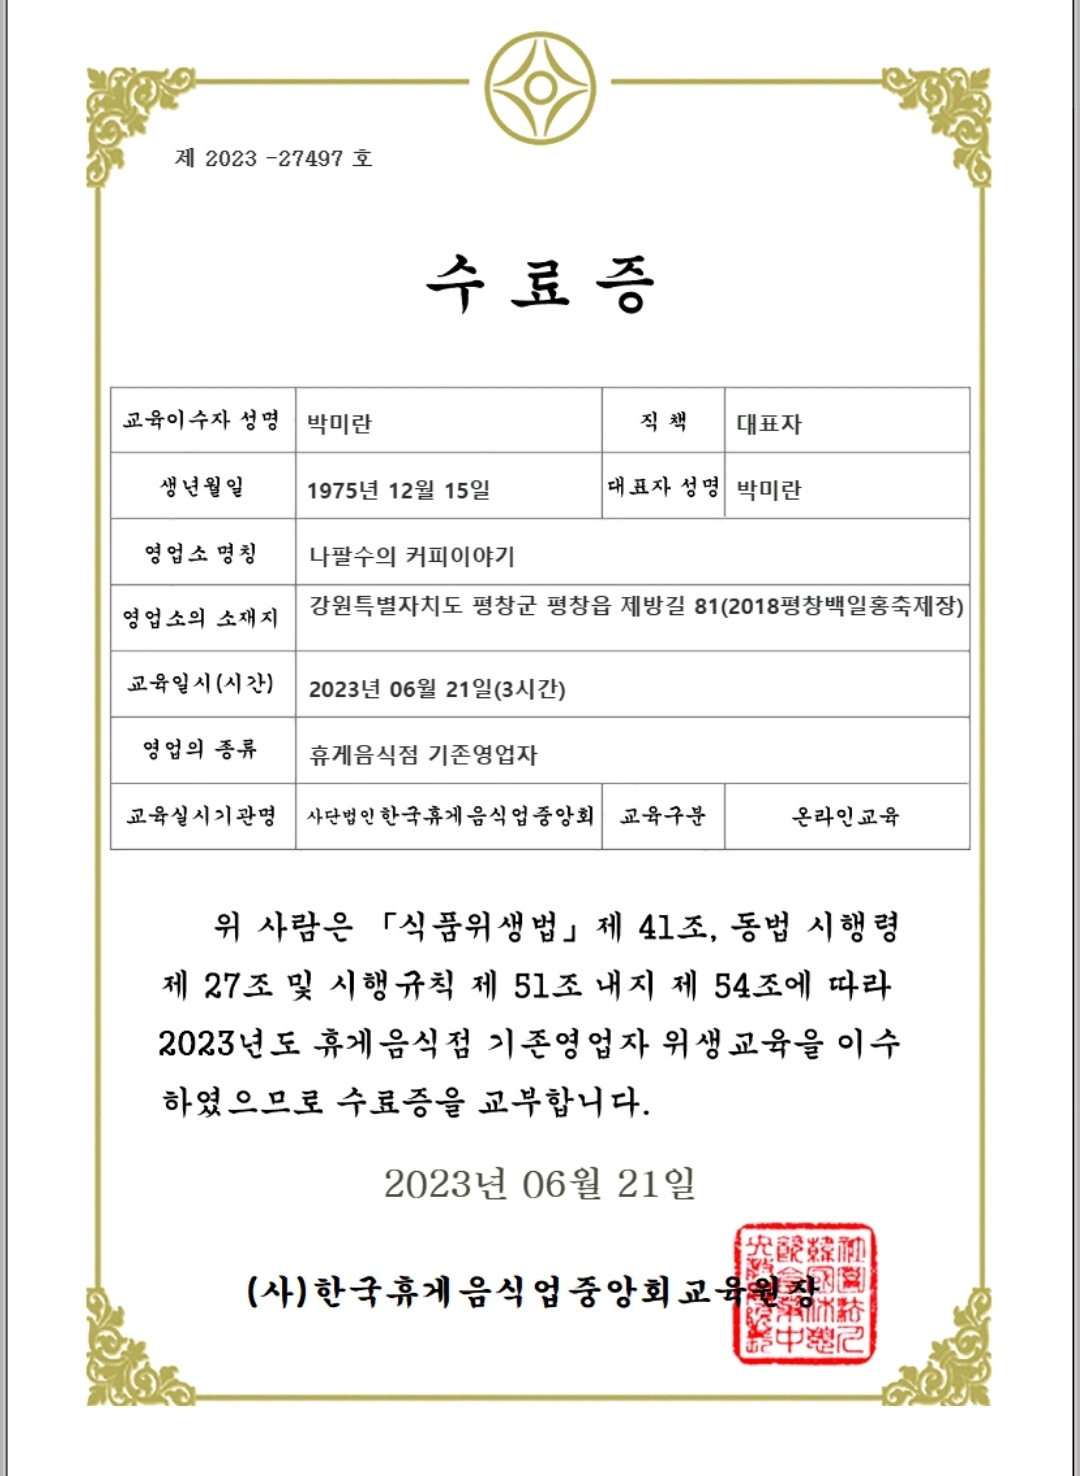 제 2023 -27497 호
수 료 증
교육이수자 성명 박미란 직 책 대표자
생년월일 1975년 12월 15일 대표자 성명 박미란
영업소 명칭 나팔수의 커피이야기
영업소의 소재지 강원특별자치도 평창군 평창읍 제방길 81(2018평창백일홍축제장)
교육일시(시간) 2023년 06월 21일(3시간)
영업의 종류 휴게음식점 기존영업자
교육실시기관명 사단법인한국휴게음식업중앙회 교육구분 온라인교육
위 사람은 「식품위생법」제 41조, 동법 시행령
제 27조 및 시행규칙 제 51조 내지 제 54조에 따라
2023년도 휴게음식점 기존영업자 위생교육을 이수
하였으므로 수료증을 교부합니다.
2023년 06월 21일
(사)한국휴게음식업중앙회교육원장